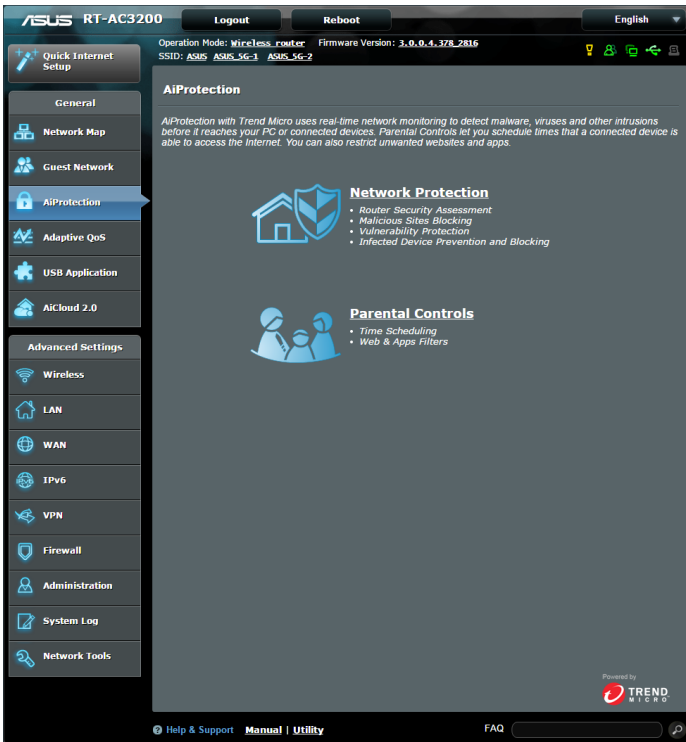 ASUS RT-AC3200 Logout Reboot English
Quick Internet Setup
Operation Mode: Wireless router Firmware Version: 3.0.0.4.378_2816
SSID: ASUS ASUS_5G-1 ASUS_5G-2
General
Network Map
Guest Network
AiProtection
Adaptive QoS
USB Application
AiCloud 2.0
Advanced Settings
Wireless
LAN
WAN
IPv6
VPN
Firewall
Administration
System Log
Network Tools
AiProtection
AiProtection with Trend Micro uses real-time network monitoring to detect malware, viruses and other intrusions
before it reaches your PC or connected devices. Parental Controls let you schedule times that a connected device is
able to access the Internet. You can also restrict unwanted websites and apps.
Network Protection
• Router Security Assessment
• Malicious Sites Blocking
• Vulnerability Protection
• Infected Device Prevention and Blocking
Parental Controls
• Time Scheduling
• Web & Apps Filters
Powered by
TREND
MICRO
Help & Support Manual | Utility FAQ